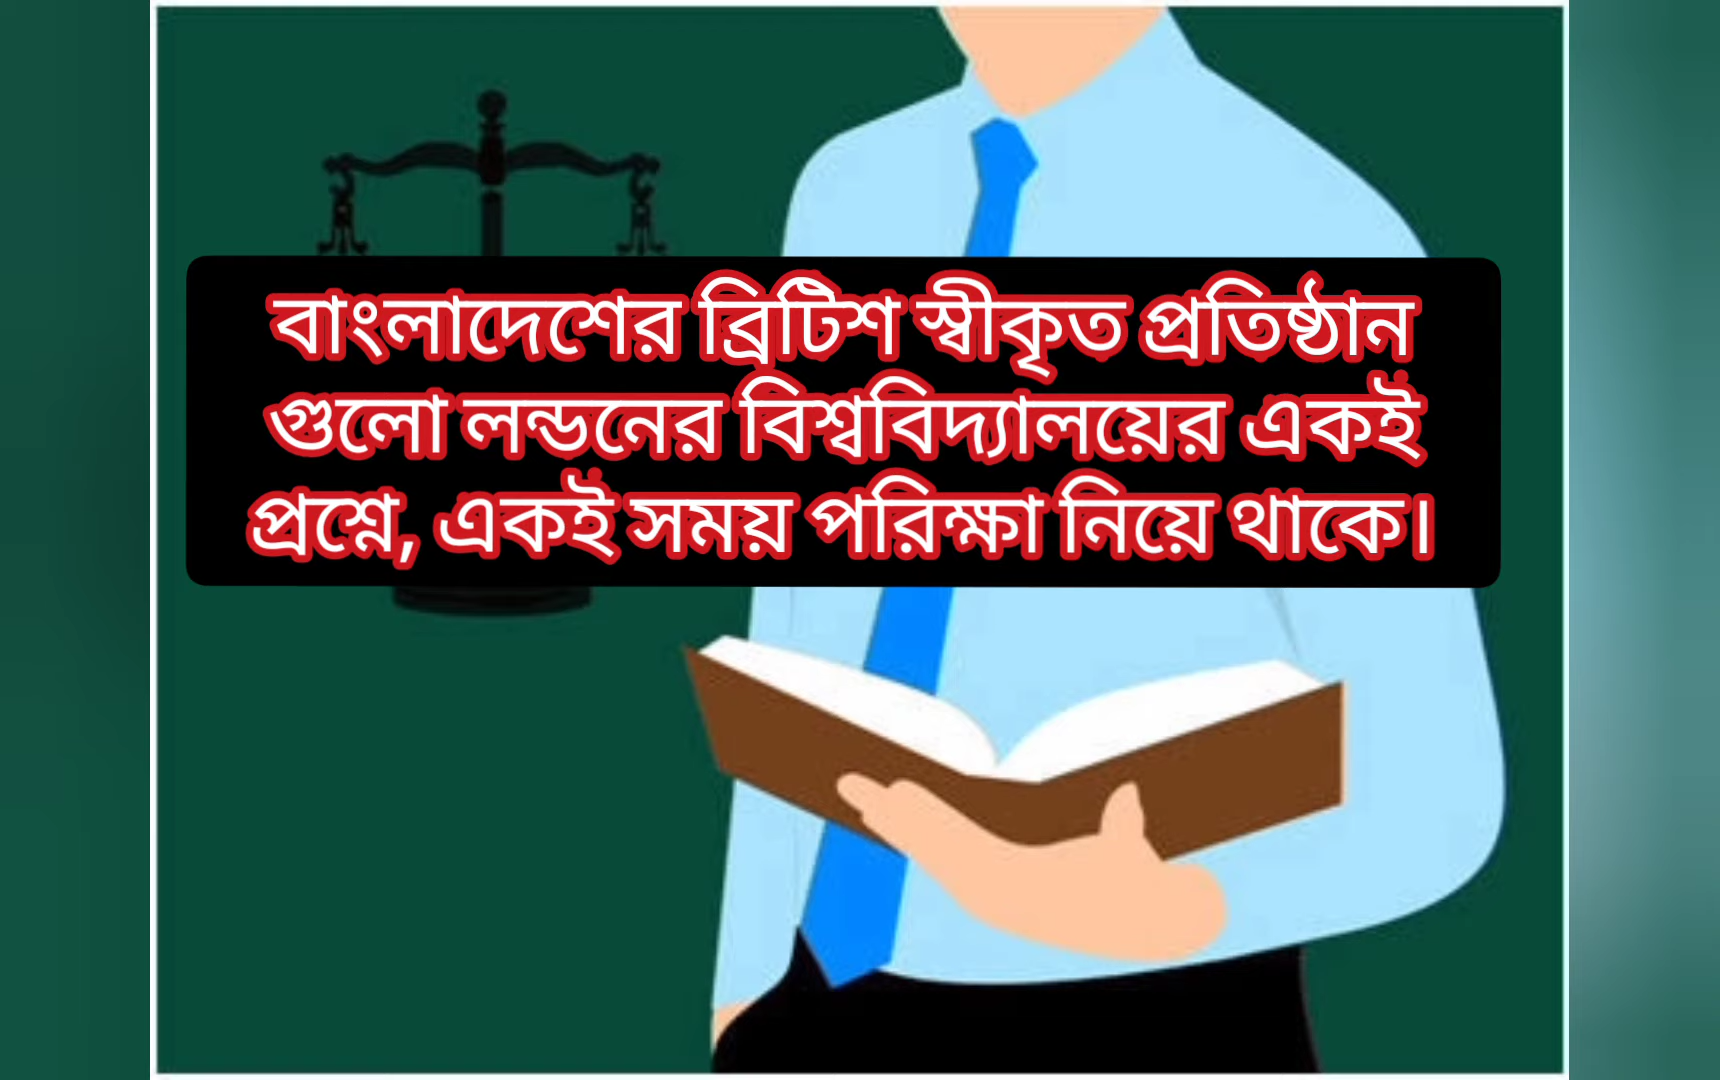 বাংলাদেশের ব্রিটিশ স্বীকৃত প্রতিষ্ঠান
গুলো লন্ডনের বিশ্ববিদ্যালয়ের একই
প্রশ্নে, একই সময় পরিক্ষা নিয়ে থাকে।